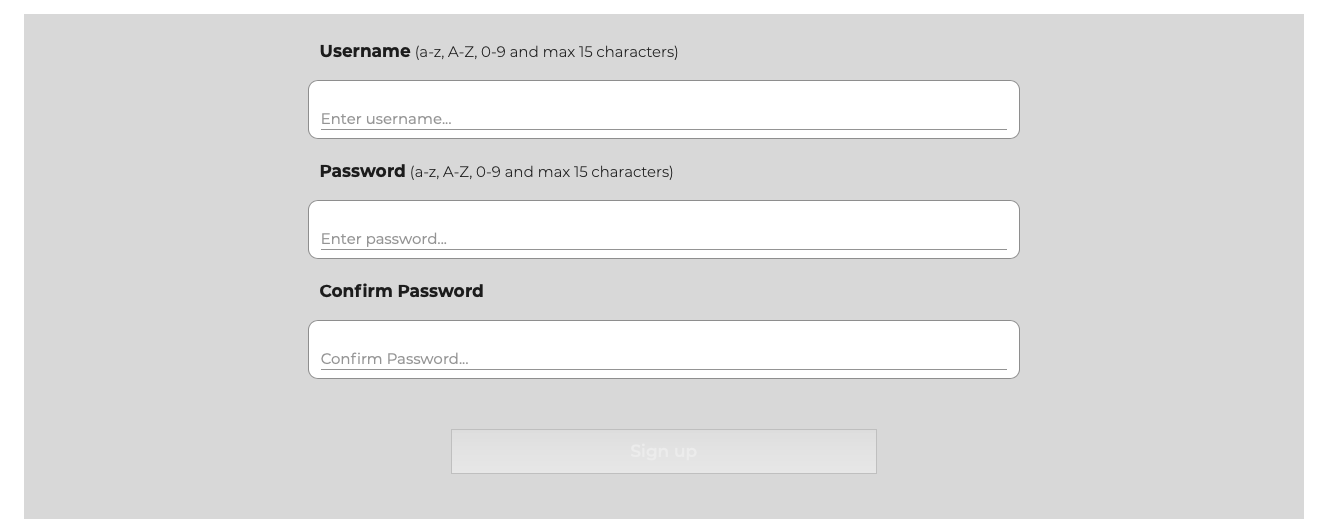 Username (a-z, A-Z, 0-9 and max 15 characters)
Enter username...
Password (a-z, A-Z, 0-9 and max 15 characters)
Enter password...
Confirm Password
Confirm Password...
Sign up